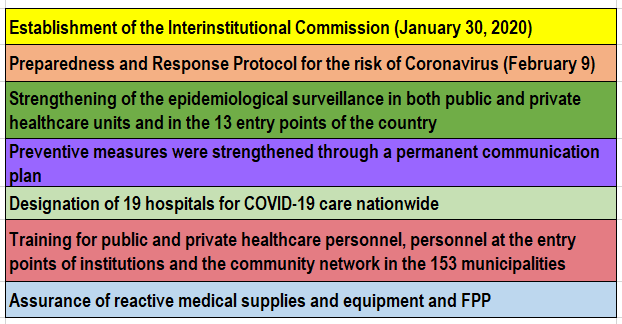 Establishment of the Interinstitutional Commission (January 30, 2020)
Preparedness and Response Protocol for the risk of Coronavirus (February 9)
Strengthening of the epidemiological surveillance in both public and private
healthcare units and in the 13 entry points of the country
Preventive measures were strengthened through a permanent communication
plan
Designation of 19 hospitals for COVID-19 care nationwide
Training for public and private healthcare personnel, personnel at the entry
points of institutions and the community network in the 153 municipalities
Assurance of reactive medical supplies and equipment and FPP